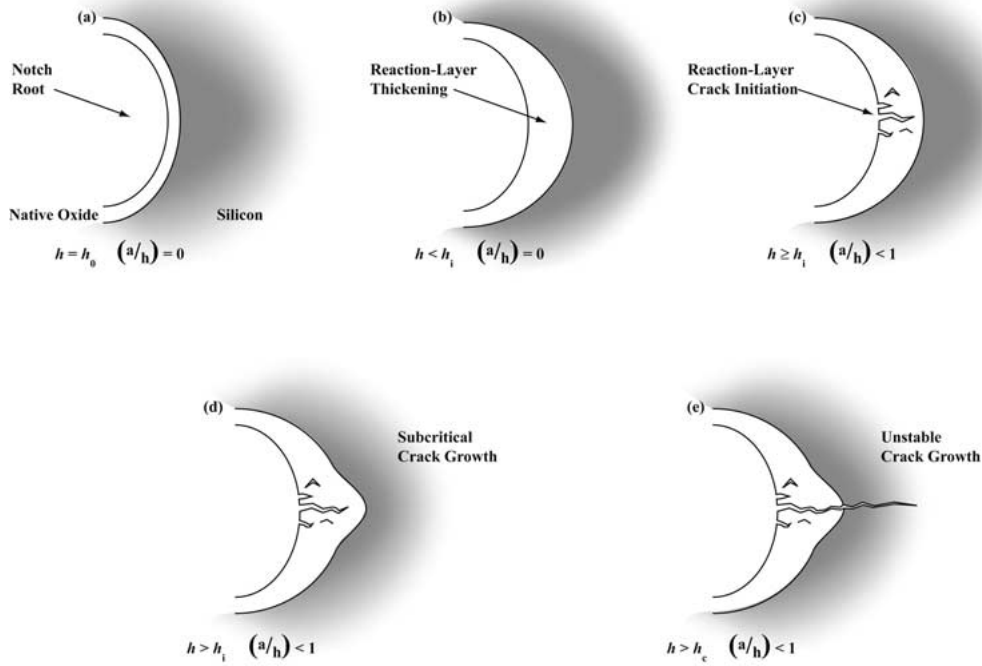 (a)
Notch
Root
Native Oxide
Silicon
h = h₀ (a/h) = 0
(b)
Reaction-Layer
Thickening
h < hᵢ (a/h) = 0
(c)
Reaction-Layer
Crack Initiation
h ≥ hᵢ (a/h) < 1
(d)
Subcritical
Crack Growth
h > hᵢ (a/h) < 1
(e)
Unstable
Crack Growth
h > h_c (a/h) < 1